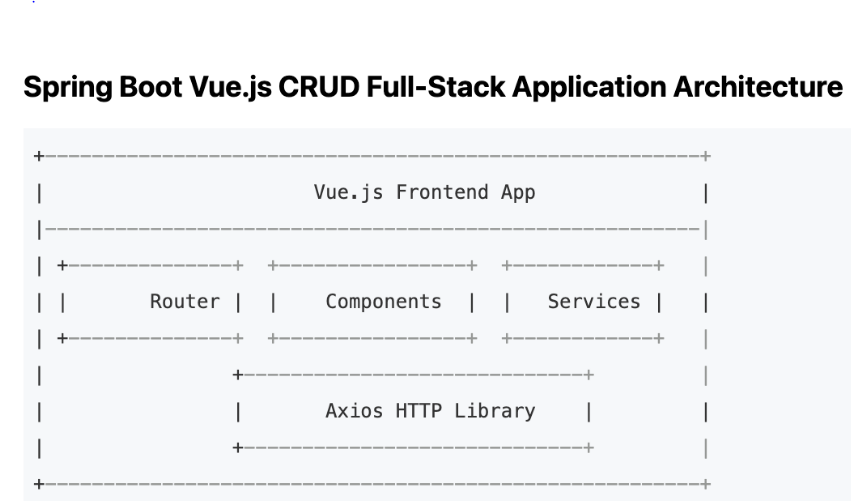 Spring Boot Vue.js CRUD Full-Stack Application Architecture
Vue.js Frontend App
Router Components Services
Axios HTTP Library